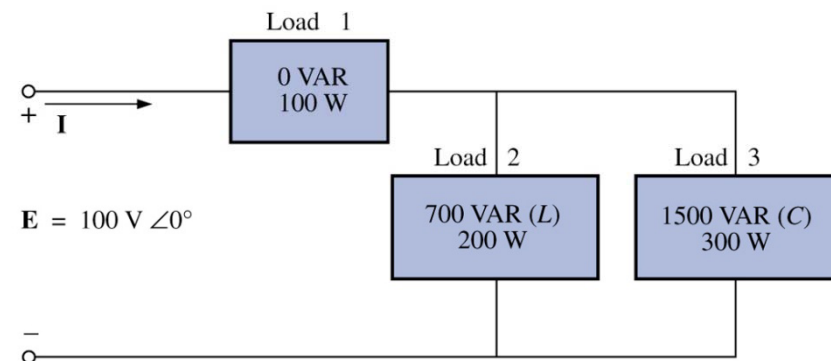 Load 1
0 VAR
100 W
+
I
Load 2
Load 3
E = 100 V ∠0°
700 VAR (L)
200 W
1500 VAR (C)
300 W
−